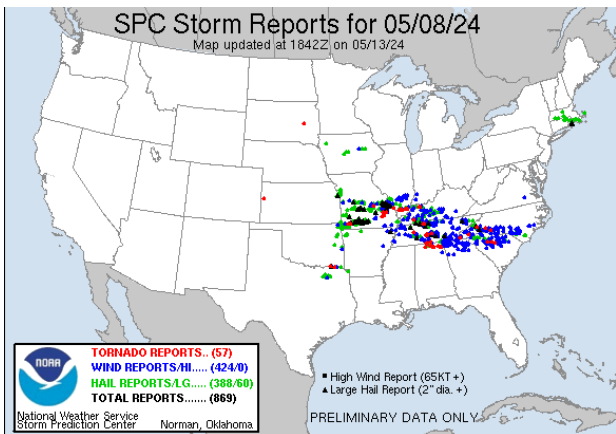 SPC Storm Reports for 05/08/24
Map updated at 1842Z on 05/13/24
NOAA
TORNADO REPORTS.. (57)
WIND REPORTS/HI..... (424/0)
HAIL REPORTS/LG.... (388/60)
TOTAL REPORTS....... (869)
National Weather Service
Storm Prediction Center Norman, Oklahoma
High Wind Report (65KT +)
Large Hail Report (2" dia. +)
PRELIMINARY DATA ONLY